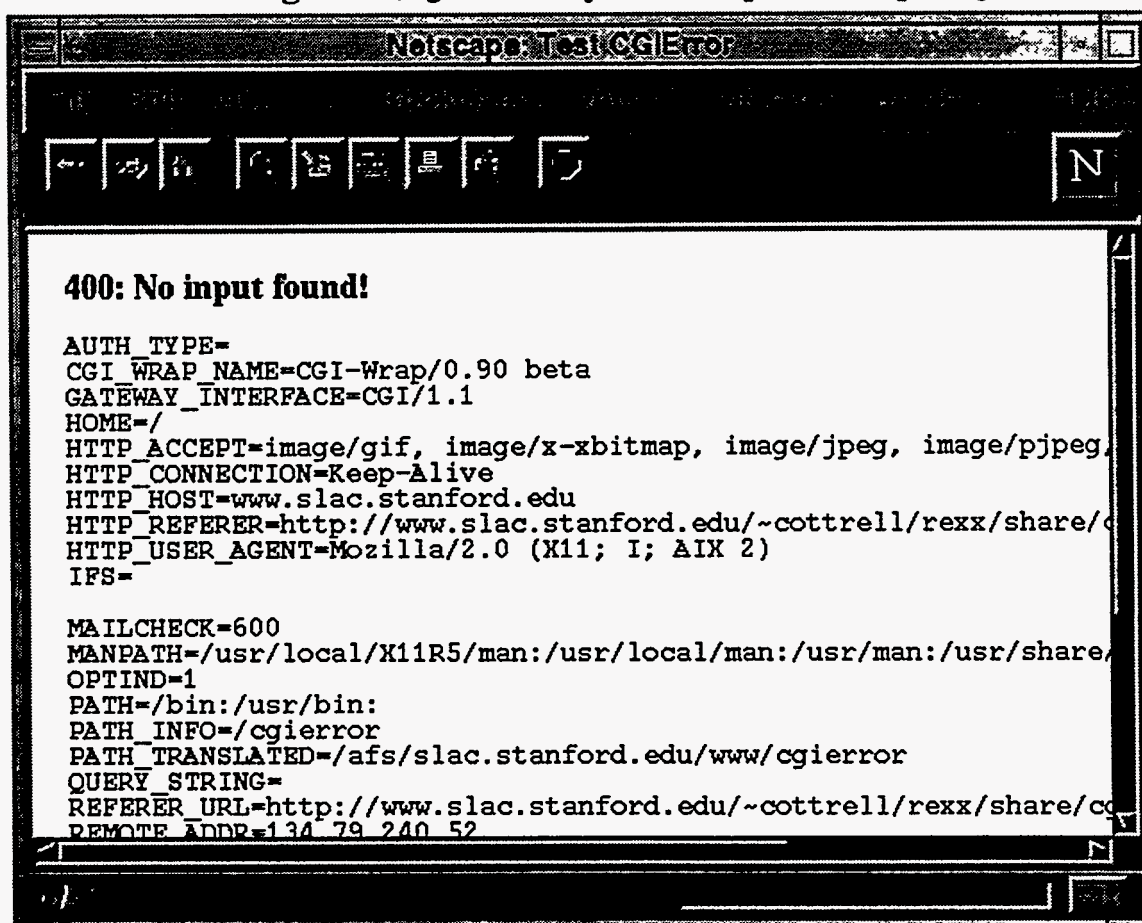 Netscape: Test CGIError
N
400: No input found!
AUTH_TYPE=
CGI_WRAP_NAME=CGI-Wrap/0.90 beta
GATEWAY_INTERFACE=CGI/1.1
HOME=/
HTTP_ACCEPT=image/gif, image/x-xbitmap, image/jpeg, image/pjpeg,
HTTP_CONNECTION=Keep-Alive
HTTP_HOST=www.slac.stanford.edu
HTTP_REFERER=http://www.slac.stanford.edu/~cottrell/rexx/share/c
HTTP_USER_AGENT=Mozilla/2.0 (X11; I; AIX 2)
IFS=
MAILCHECK=600
MANPATH=/usr/local/X11R5/man:/usr/local/man:/usr/man:/usr/share/
OPTIND=1
PATH=/bin:/usr/bin:
PATH_INFO=/cgierror
PATH_TRANSLATED=/afs/slac.stanford.edu/www/cgierror
QUERY_STRING=
REFERER_URL=http://www.slac.stanford.edu/~cottrell/rexx/share/cg
REMOTE_ADDR=134.79.240.52